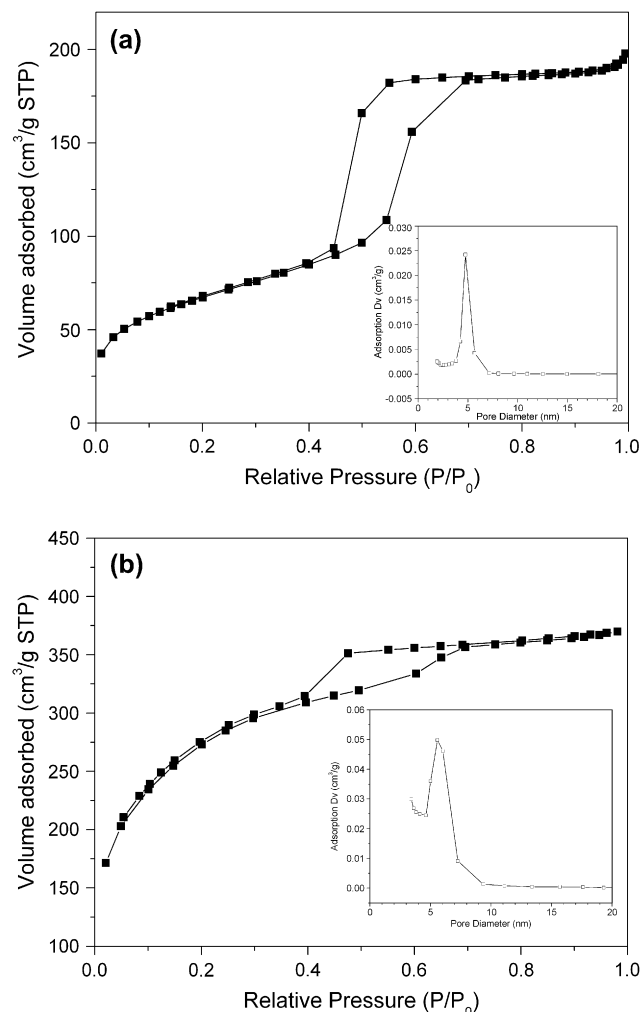 (a)
200
150
100
50
0
Volume adsorbed (cm³/g STP)
0.0 0.2 0.4 0.6 0.8 1.0
Relative Pressure (P/P₀)
0.030
0.025
0.020
0.015
0.010
0.005
0.000
-0.005
Adsorption Dv (cm³/g)
0 5 10 15 20
Pore Diameter (nm)
(b)
450
400
350
300
250
200
150
100
Volume adsorbed (cm³/g STP)
0.0 0.2 0.4 0.6 0.8 1.0
Relative Pressure (P/P₀)
0.06
0.05
0.04
0.03
0.02
0.01
0.00
Adsorption Dv (cm³/g)
0 5 10 15 20
Pore Diameter (nm)